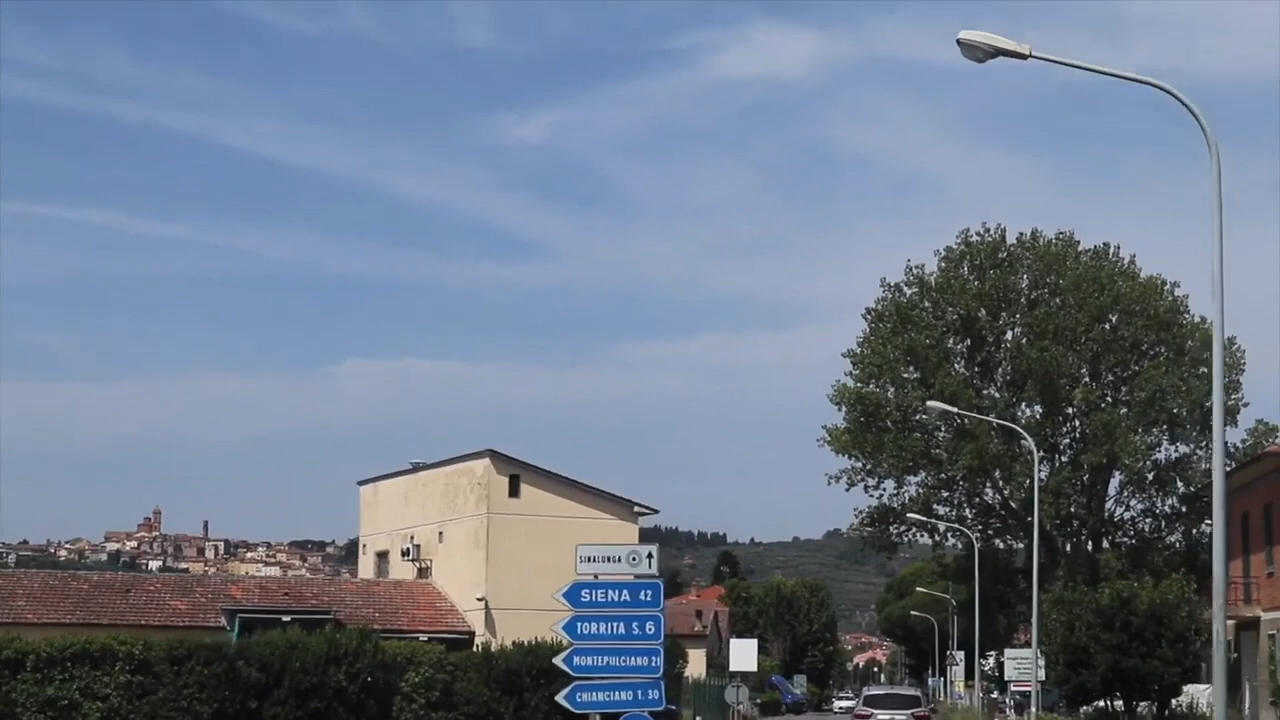 SINALUNGA
SIENA 42
TORRITA S. 6
MONTEPULCIANO 21
CHIANCIANO T. 30